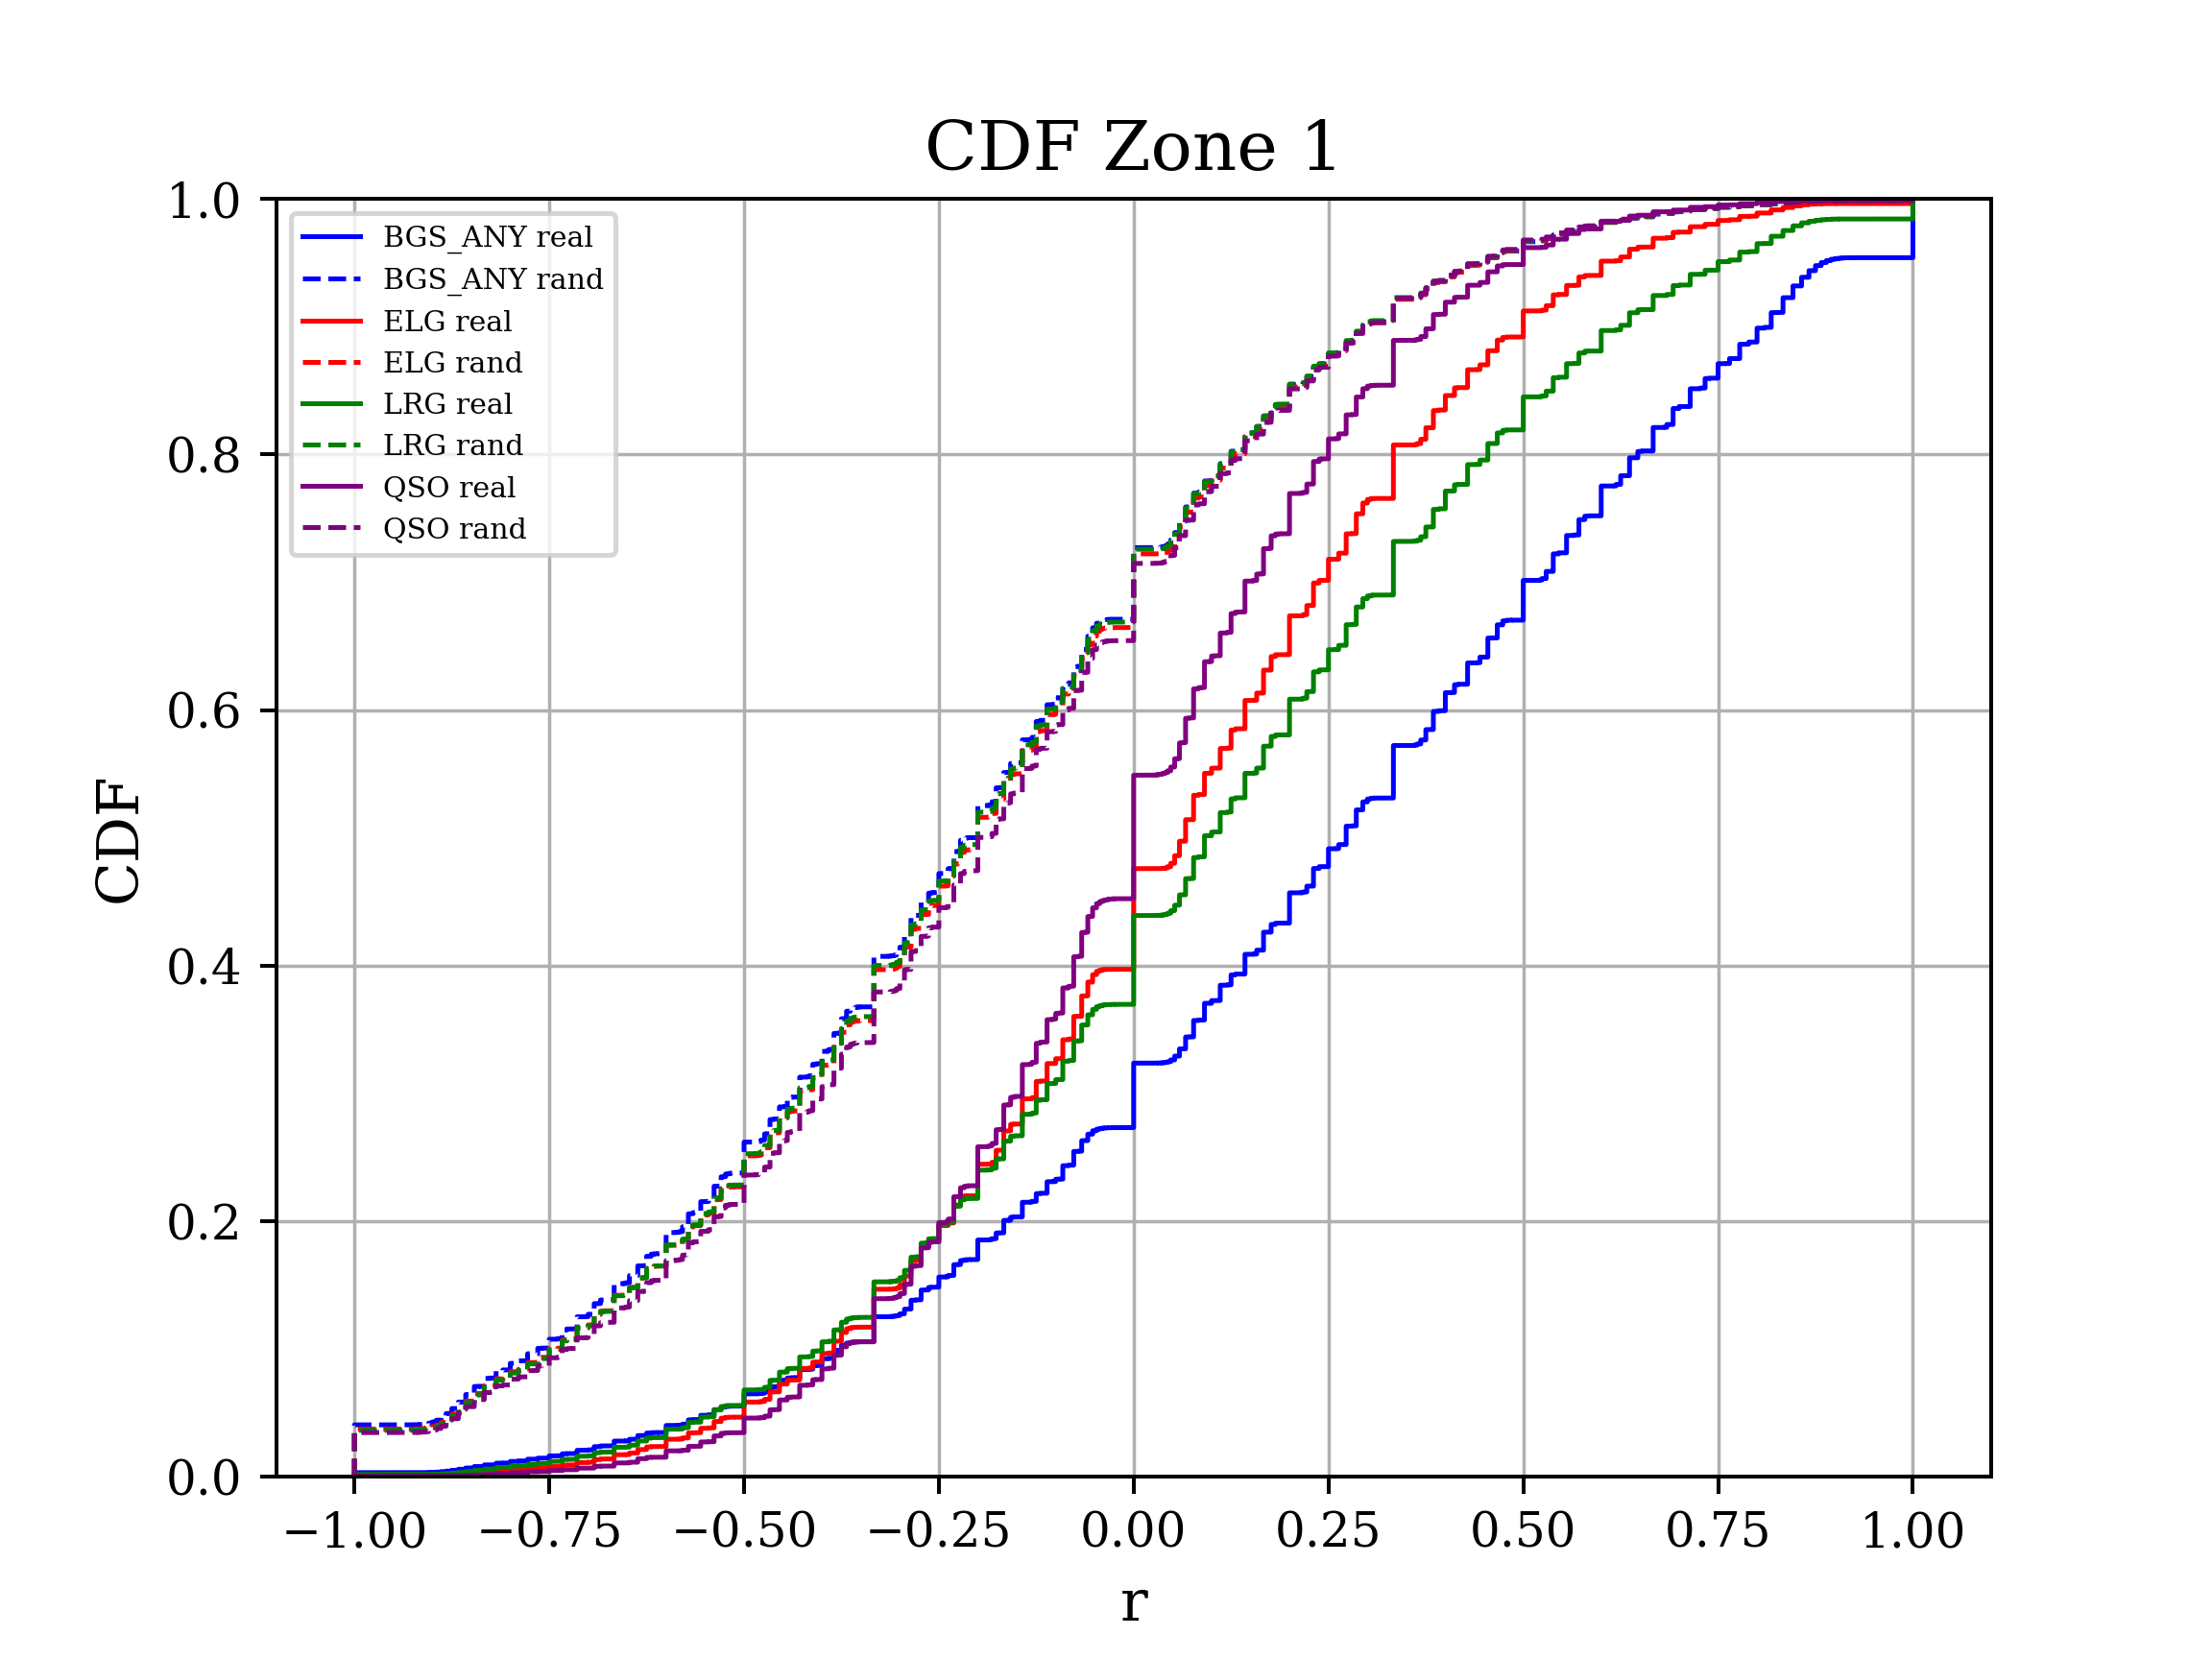 CDF Zone 1
1.0
0.8
0.6
0.4
0.2
0.0
CDF
BGS_ANY real
BGS_ANY rand
ELG real
ELG rand
LRG real
LRG rand
QSO real
QSO rand
−1.00 −0.75 −0.50 −0.25 0.00 0.25 0.50 0.75 1.00
r